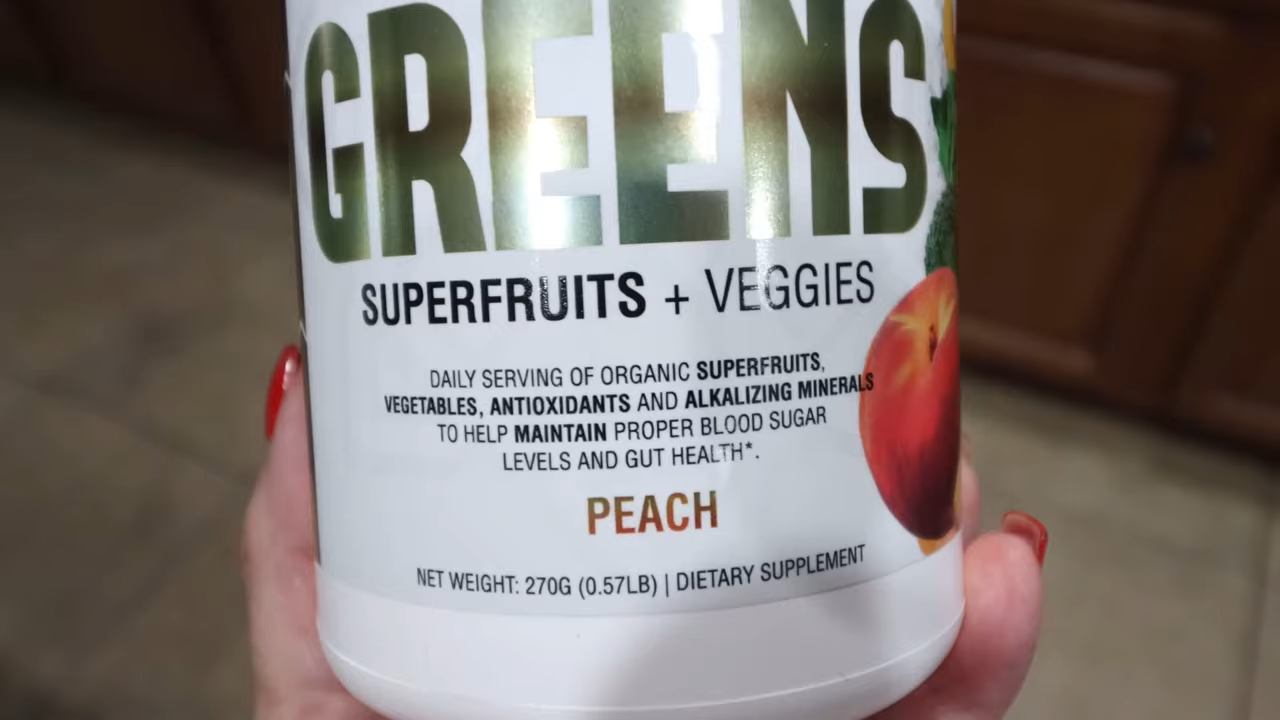 GREENS
SUPERFRUITS + VEGGIES
DAILY SERVING OF ORGANIC SUPERFRUITS,
VEGETABLES, ANTIOXIDANTS AND ALKALIZING MINERALS
TO HELP MAINTAIN PROPER BLOOD SUGAR
LEVELS AND GUT HEALTH*.
PEACH
NET WEIGHT: 270G (0.57LB) | DIETARY SUPPLEMENT